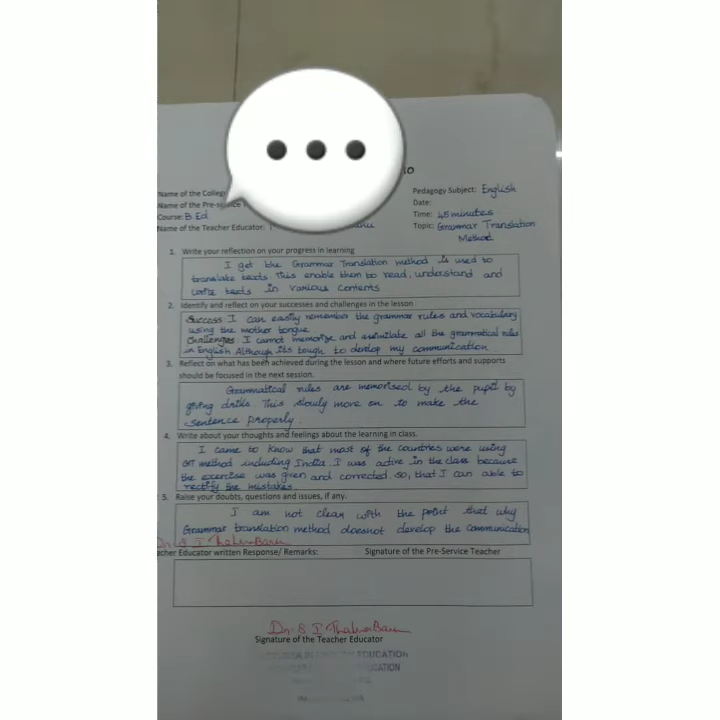 Name of the Colleg
Pedagogy Subject: English
Name of the Pre-service T
Date:
Course: B.Ed
Time: 45 minutes
Name of the Teacher Educator:
Topic: Grammar Translation
Method
1. Write your reflection on your progress in learning
I get the Grammar Translation method is used to
translate texts. This enable them to read, understand and
write texts in various contents
2. Identify and reflect on your successes and challenges in the lesson
Success I can easily remember the grammar rules and vocabulary
using the mother tongue
Challenges: I cannot memorize and assimilate all the grammatical rules
in English Although its tough to develop my communication
3. Reflect on what has been achieved during the lesson and where future efforts and supports
should be focused in the next session.
Grammatical rules are memorised by the pupil by
giving drills. This slowly move on to make the
sentence properly.
4. Write about your thoughts and feelings about the learning in class.
I came to know that most of the countries were using
GT method including India. I was active in the class because
the exercise was given and corrected so, that I can able to
rectify the mistakes.
5. Raise your doubts, questions and issues, if any.
I am not clear with the point that why
Grammar translation method doesnot develop the communication
acher Educator written Response/ Remarks:
Signature of the Pre-Service Teacher
Dr. S. I
Signature of the Teacher Educator
EDUCATION